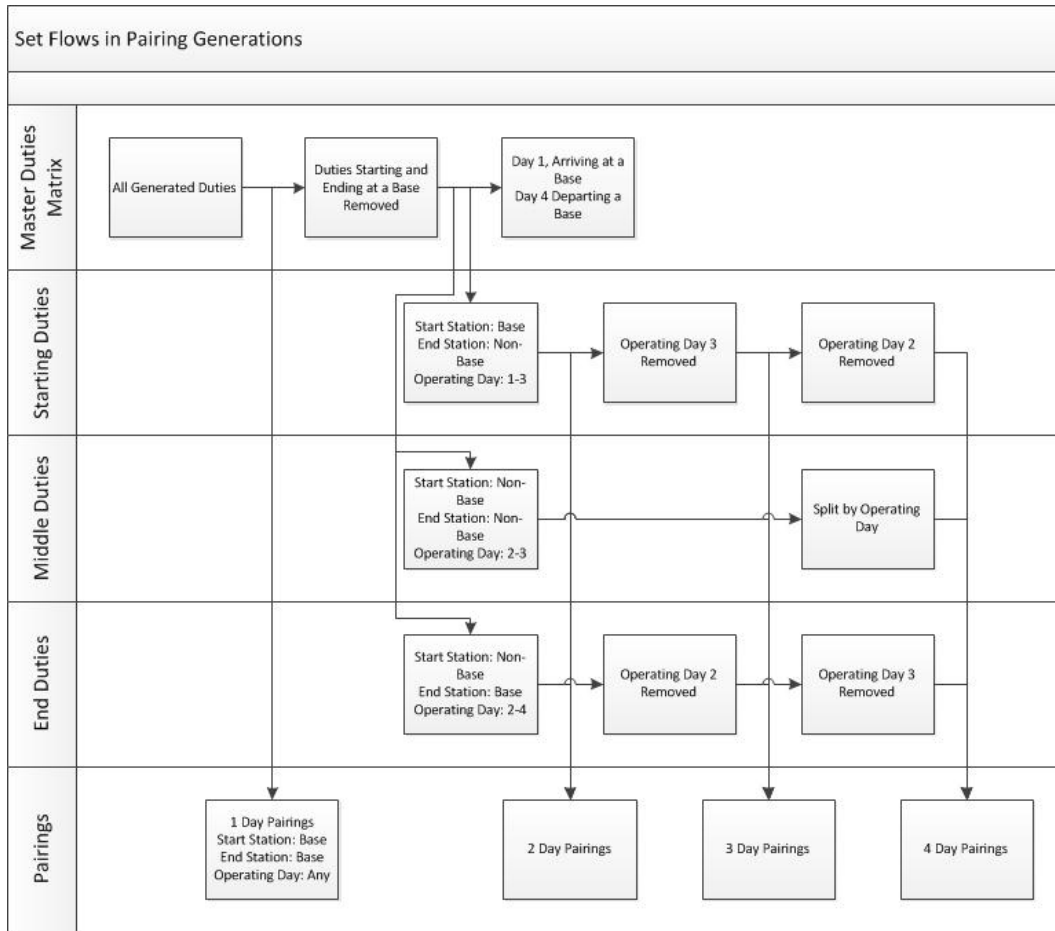 Set Flows in Pairing Generations
Master Duties
Matrix
All Generated Duties
Duties Starting and
Ending at a Base
Removed
Day 1, Arriving at a
Base
Day 4 Departing a
Base
Starting Duties
Start Station: Base
End Station: Non-
Base
Operating Day: 1-3
Operating Day 3
Removed
Operating Day 2
Removed
Middle Duties
Start Station: Non-
Base
End Station: Non-
Base
Operating Day: 2-3
Split by Operating
Day
End Duties
Start Station: Non-
Base
End Station: Base
Operating Day: 2-4
Operating Day 2
Removed
Operating Day 3
Removed
Pairings
1 Day Pairings
Start Station: Base
End Station: Base
Operating Day: Any
2 Day Pairings
3 Day Pairings
4 Day Pairings